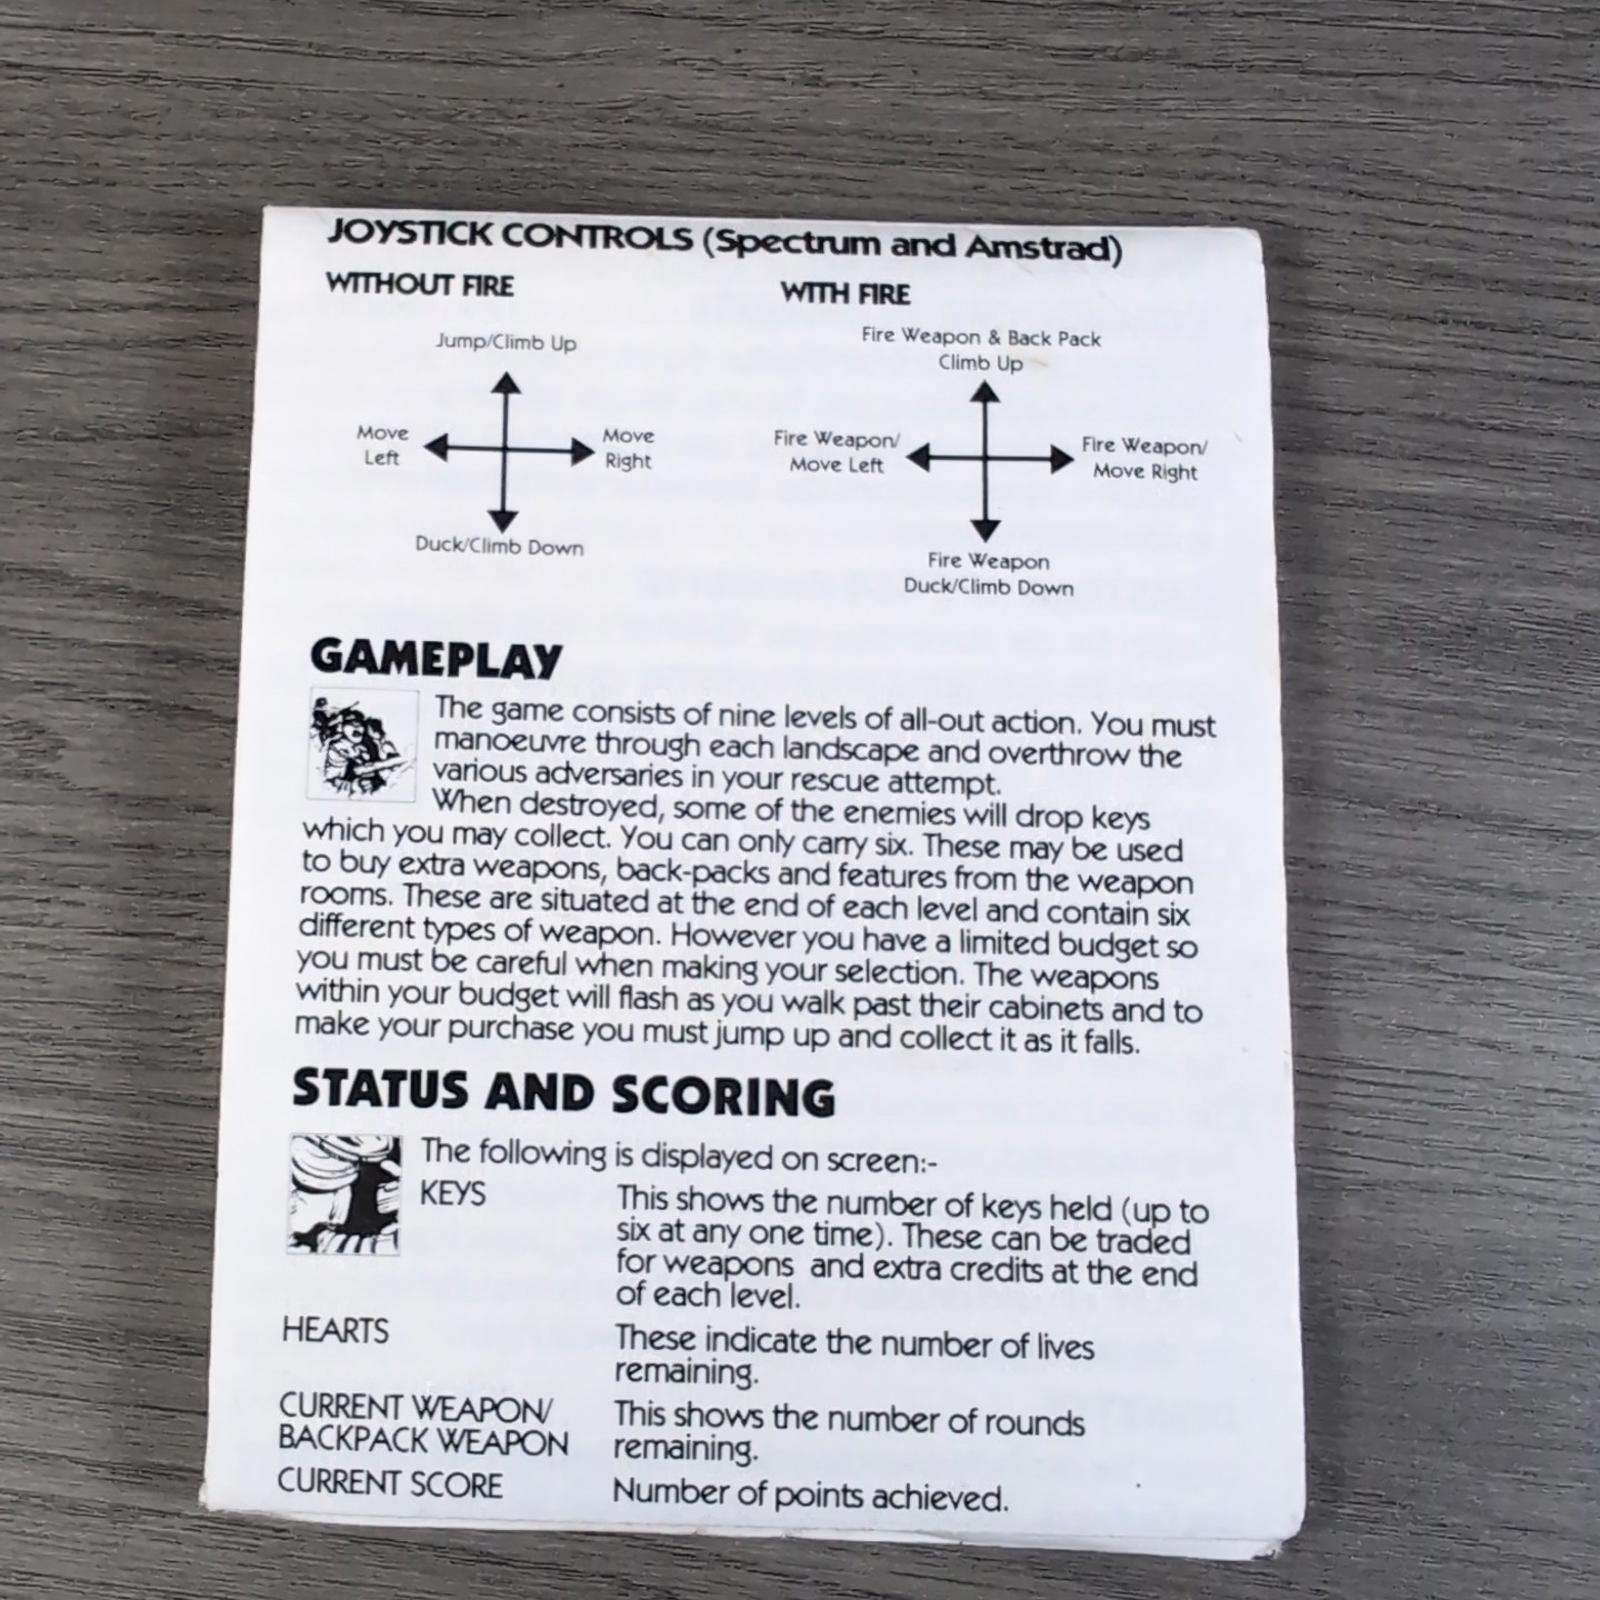 JOYSTICK CONTROLS (Spectrum and Amstrad)
WITHOUT FIRE
Jump/Climb Up
Move
Left
Move
Right
Duck/Climb Down
WITH FIRE
Fire Weapon & Back Pack
Climb Up
Fire Weapon/
Move Left
Fire Weapon/
Move Right
Fire Weapon
Duck/Climb Down
GAMEPLAY
The game consists of nine levels of all-out action. You must
manoeuvre through each landscape and overthrow the
various adversaries in your rescue attempt.
When destroyed, some of the enemies will drop keys
which you may collect. You can only carry six. These may be used
to buy extra weapons, back-packs and features from the weapon
rooms. These are situated at the end of each level and contain six
different types of weapon. However you have a limited budget so
you must be careful when making your selection. The weapons
within your budget will flash as you walk past their cabinets and to
make your purchase you must jump up and collect it as it falls.
STATUS AND SCORING
The following is displayed on screen:-
KEYS
This shows the number of keys held (up to
six at any one time). These can be traded
for weapons and extra credits at the end
of each level.
HEARTS
These indicate the number of lives
remaining.
CURRENT WEAPON/
BACKPACK WEAPON
This shows the number of rounds
remaining.
CURRENT SCORE
Number of points achieved.